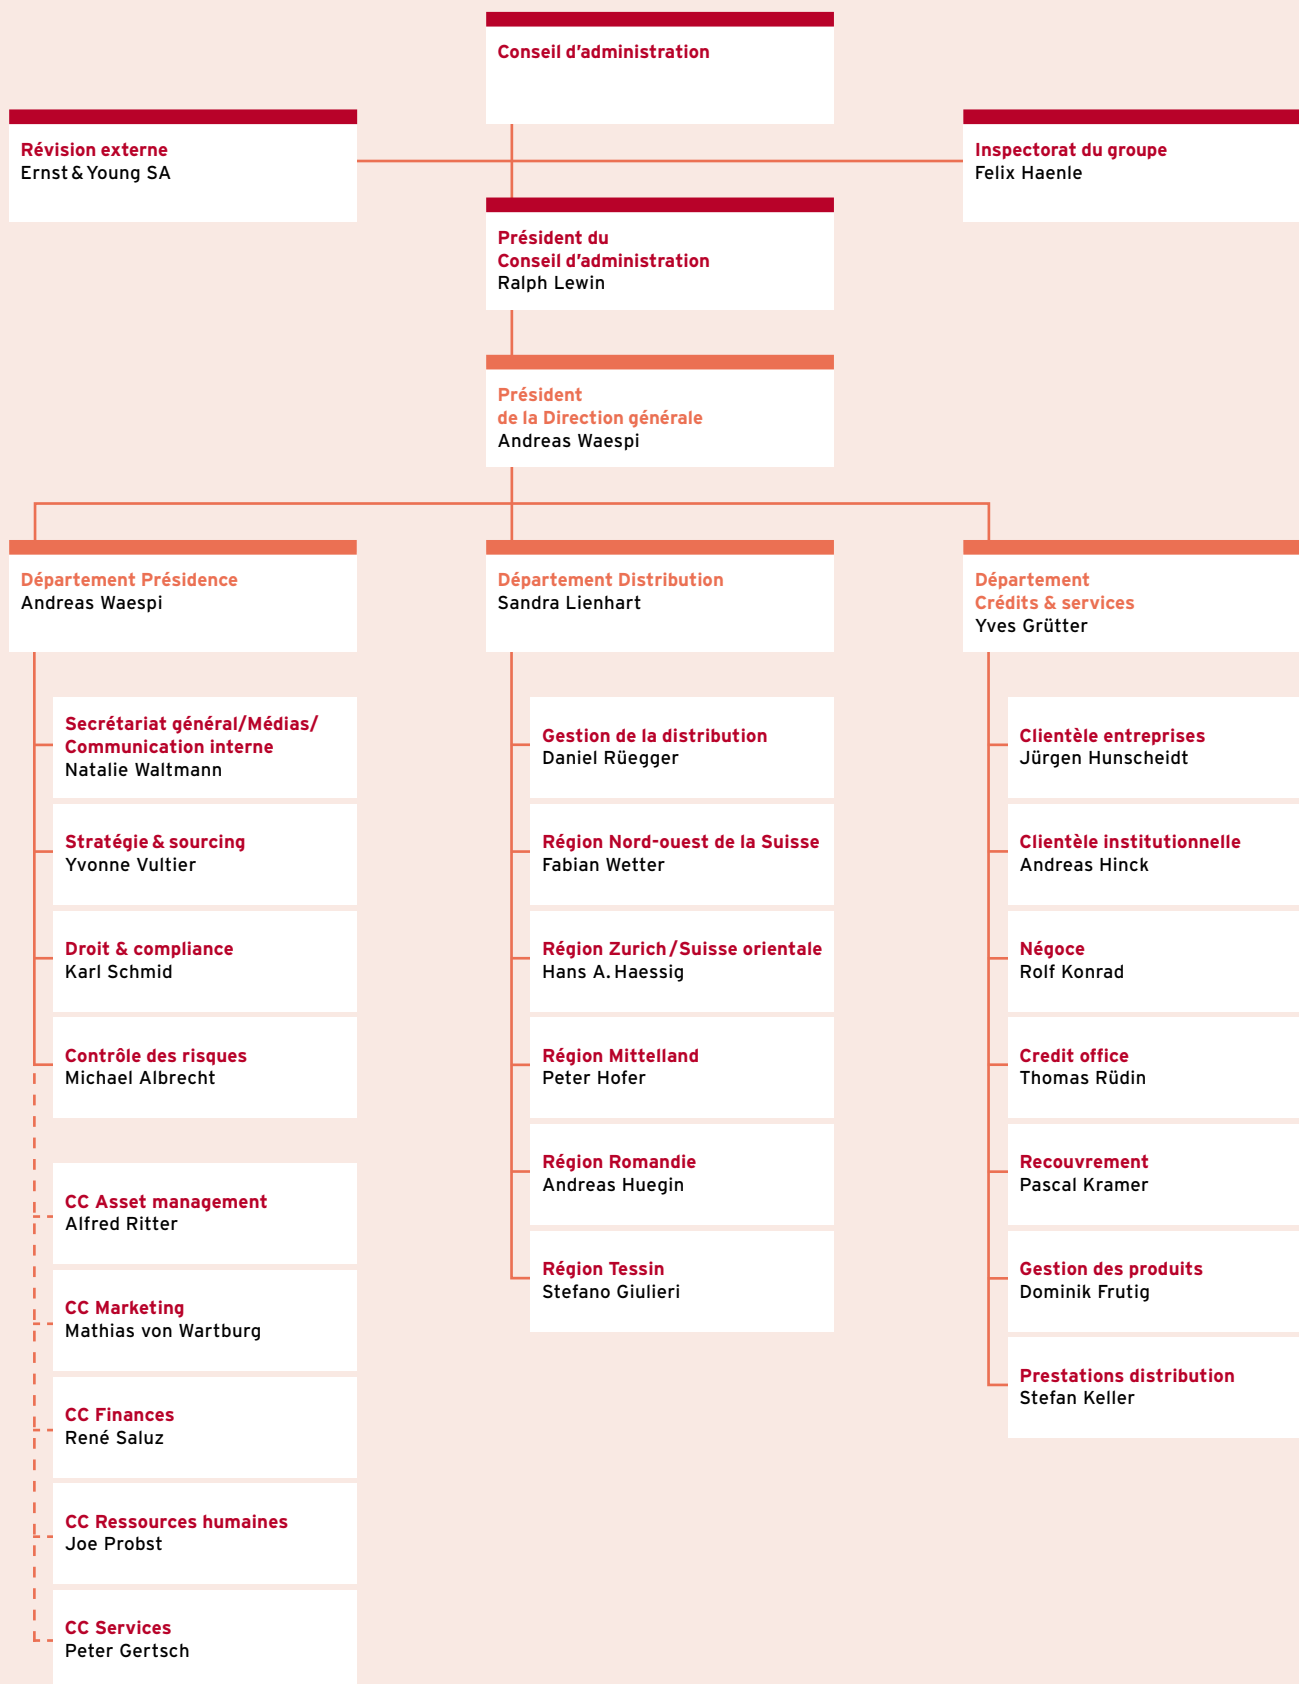 Conseil d’administration
Révision externe
Ernst & Young SA
Inspectorat du groupe
Felix Haenle
Président du
Conseil d’administration
Ralph Lewin
Président
de la Direction générale
Andreas Waespi
Département Présidence
Andreas Waespi
Secrétariat général/Médias/
Communication interne
Natalie Waltmann
Stratégie & sourcing
Yvonne Vultier
Droit & compliance
Karl Schmid
Contrôle des risques
Michael Albrecht
CC Asset management
Alfred Ritter
CC Marketing
Mathias von Wartburg
CC Finances
René Saluz
CC Ressources humaines
Joe Probst
CC Services
Peter Gertsch
Département Distribution
Sandra Lienhart
Gestion de la distribution
Daniel Rüegger
Région Nord-ouest de la Suisse
Fabian Wetter
Région Zurich / Suisse orientale
Hans A. Haessig
Région Mittelland
Peter Hofer
Région Romandie
Andreas Huegin
Région Tessin
Stefano Giulieri
Département
Crédits & services
Yves Grütter
Clientèle entreprises
Jürgen Hunscheidt
Clientèle institutionnelle
Andreas Hinck
Négoce
Rolf Konrad
Credit office
Thomas Rüdin
Recouvrement
Pascal Kramer
Gestion des produits
Dominik Frutig
Prestations distribution
Stefan Keller